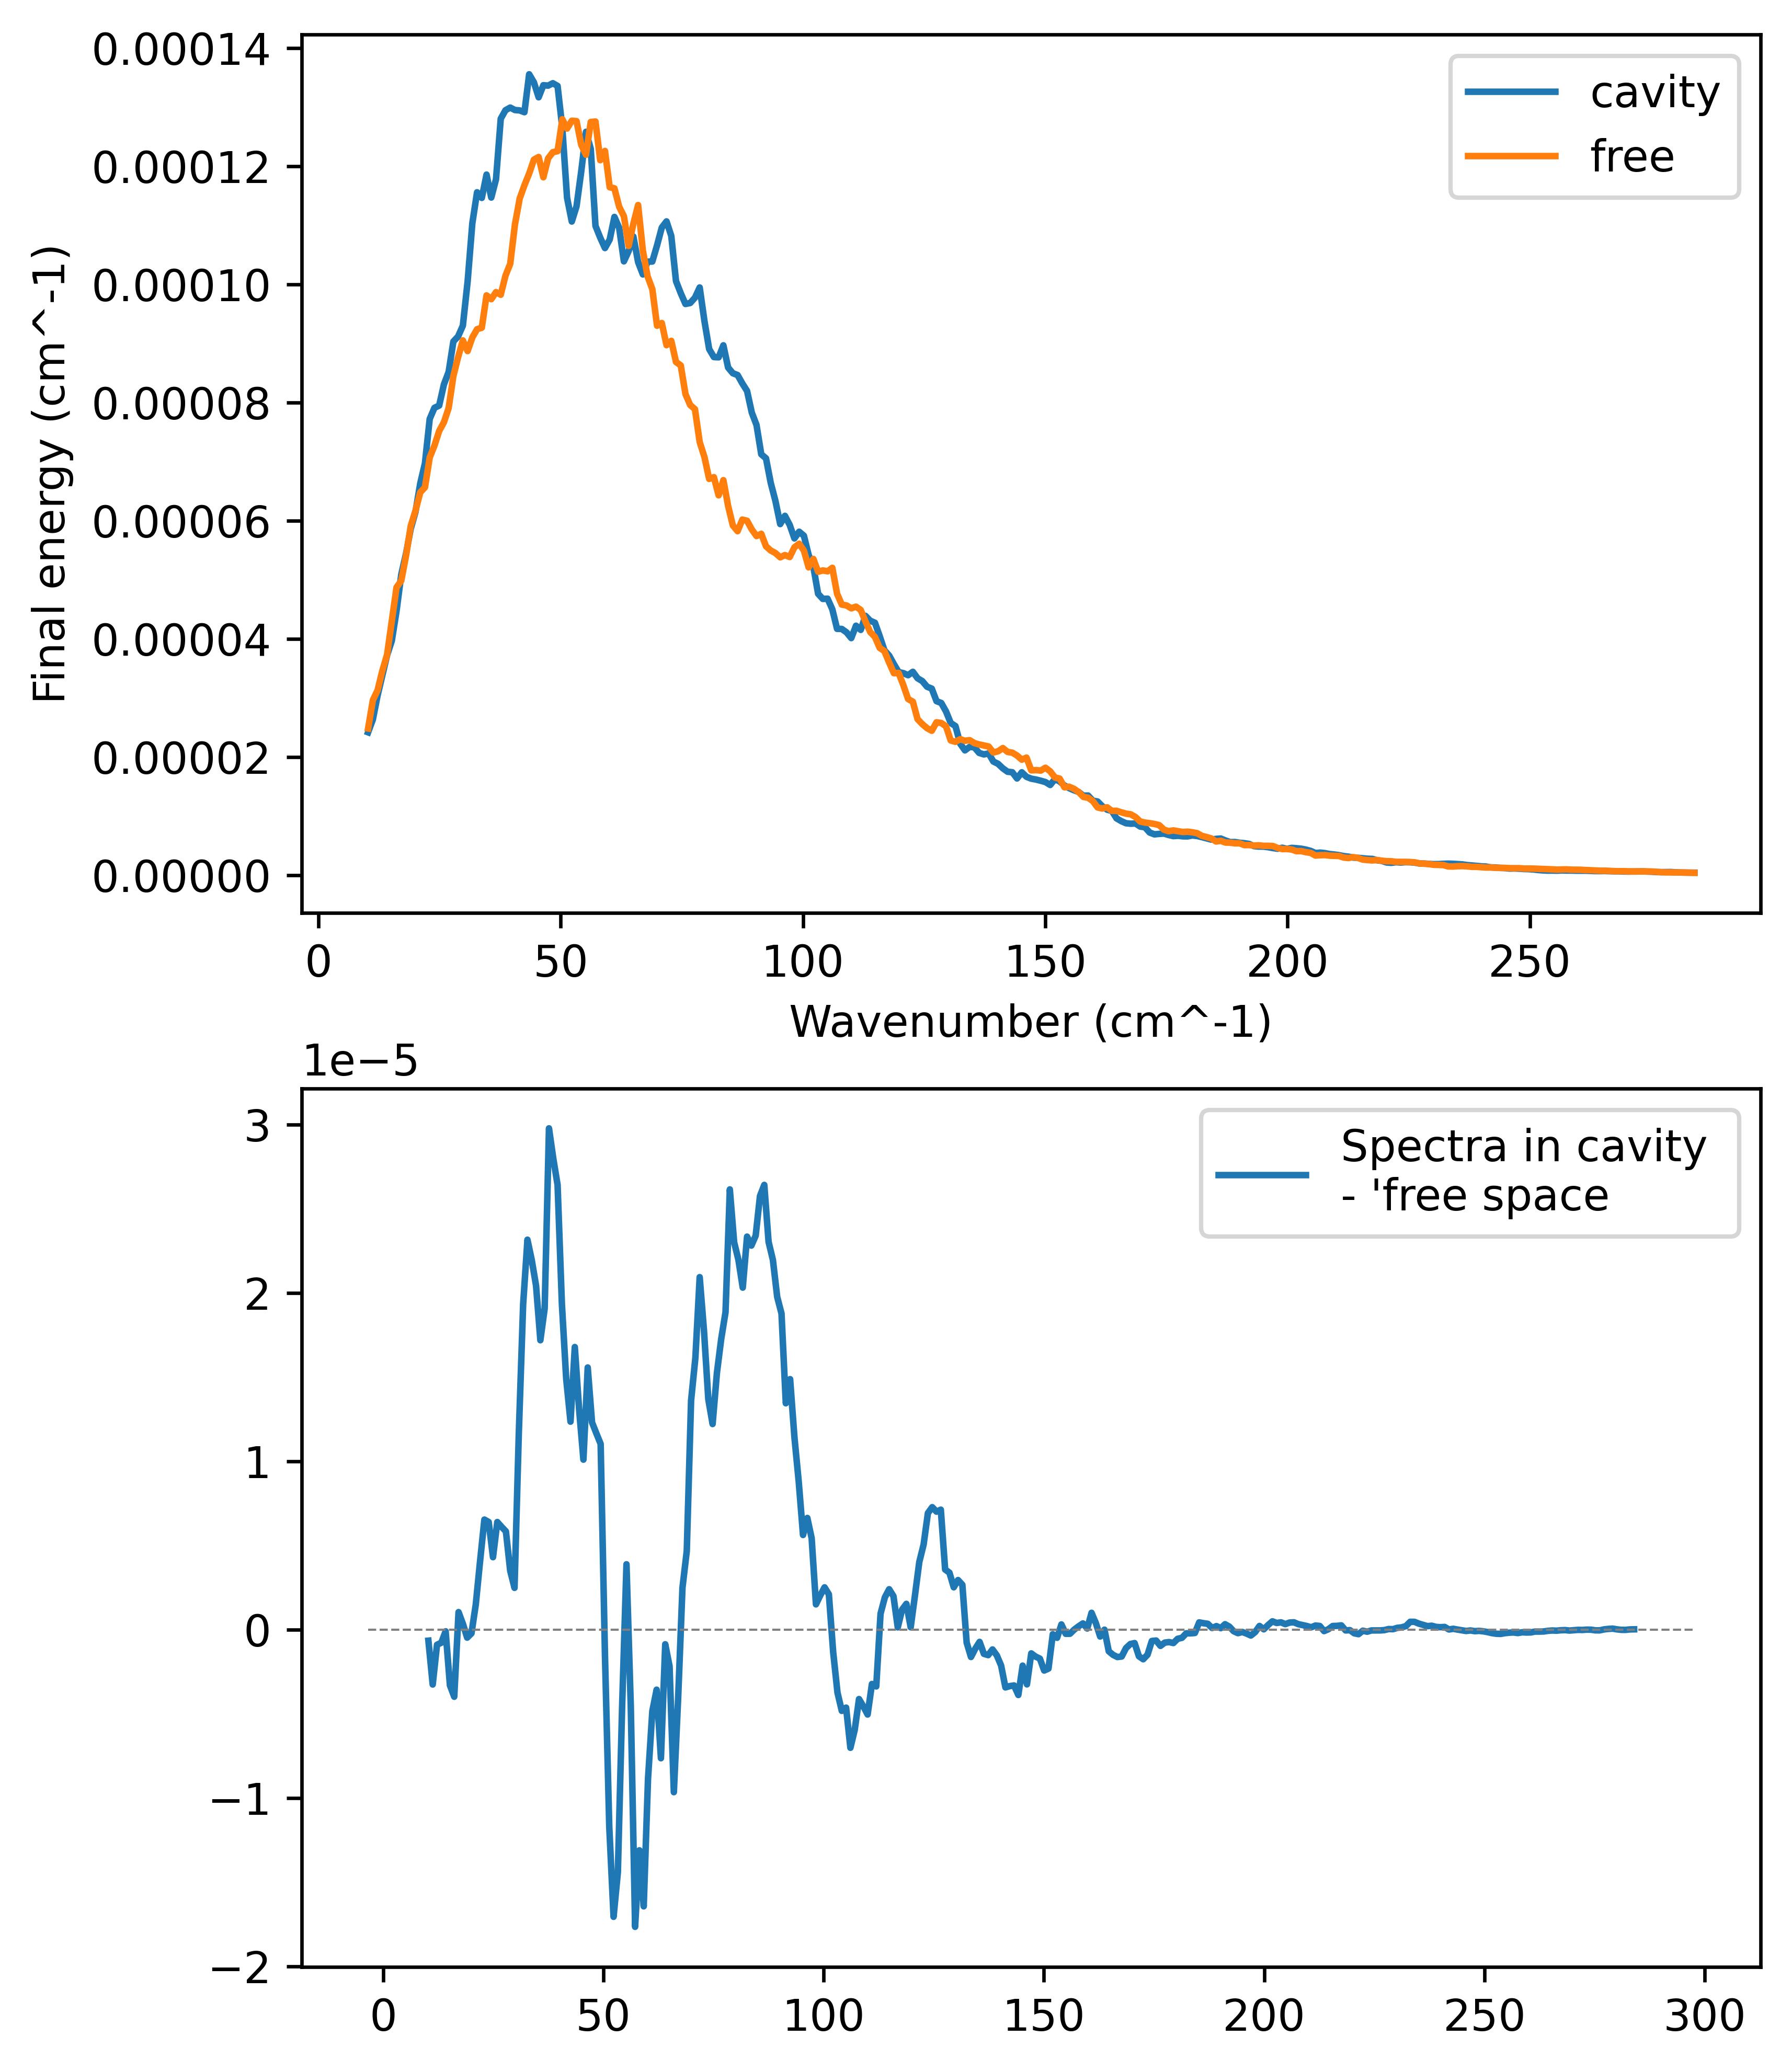 0.00014
0.00012
0.00010
0.00008
0.00006
0.00004
0.00002
0.00000
Final energy (cm^-1)
cavity
free
0 50 100 150 200 250
Wavenumber (cm^-1)
1e−5
3
2
1
0
−1
−2
Spectra in cavity
- 'free space
0 50 100 150 200 250 300